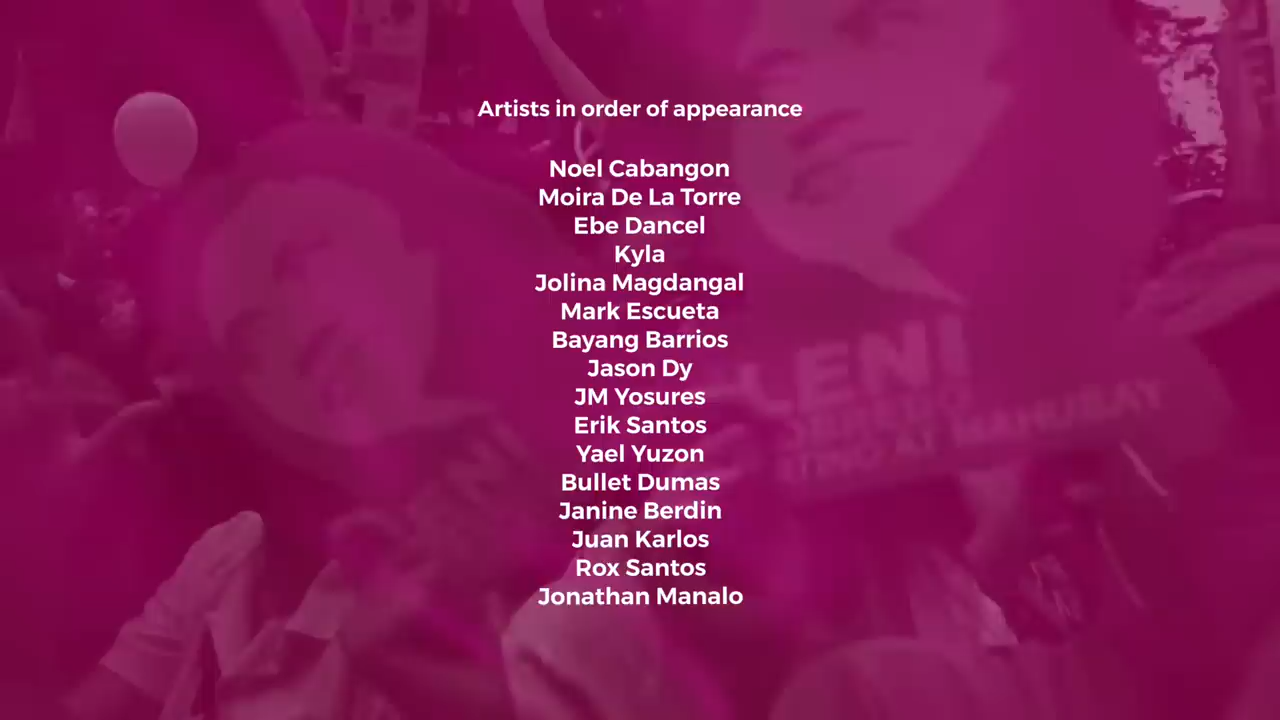 Artists in order of appearance
Noel Cabangon
Moira De La Torre
Ebe Dancel
Kyla
Jolina Magdangal
Mark Escueta
Bayang Barrios
Jason Dy
JM Yosures
Erik Santos
Yael Yuzon
Bullet Dumas
Janine Berdin
Juan Karlos
Rox Santos
Jonathan Manalo
LENI